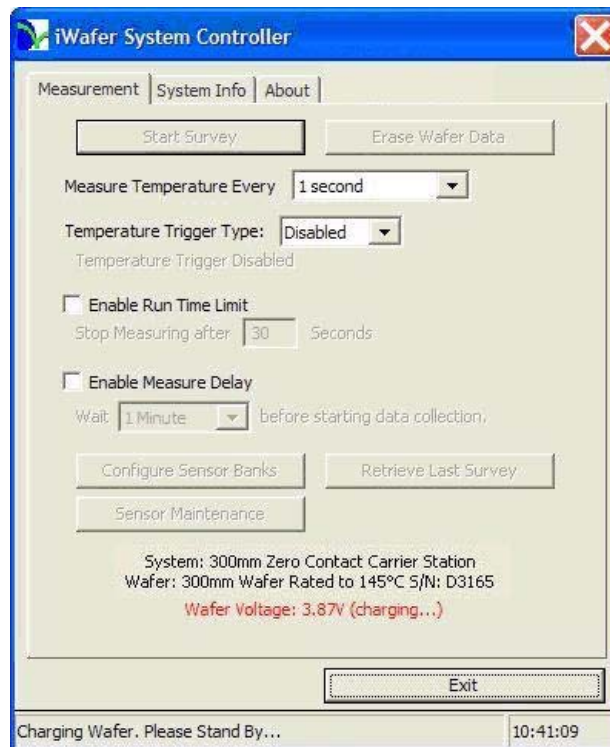 iWafer System Controller
Measurement System Info About
Start Survey Erase Wafer Data
Measure Temperature Every 1 second
Temperature Trigger Type: Disabled
Temperature Trigger Disabled
Enable Run Time Limit
Stop Measuring after 30 Seconds
Enable Measure Delay
Wait 1 Minute before starting data collection.
Configure Sensor Banks Retrieve Last Survey
Sensor Maintenance
System: 300mm Zero Contact Carrier Station
Wafer: 300mm Wafer Rated to 145°C S/N: D3165
Wafer Voltage: 3.87V (charging...)
Exit
Charging Wafer. Please Stand By... 10:41:09